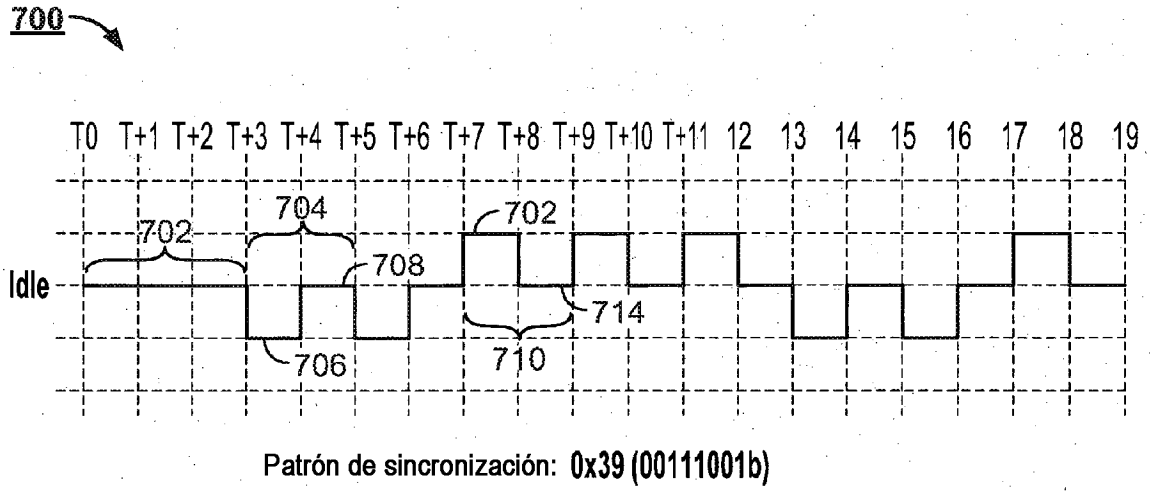 700
T0 T+1 T+2 T+3 T+4 T+5 T+6 T+7 T+8 T+9 T+10 T+11 12 13 14 15 16 17 18 19
704
702
702
708
Idle
714
706
710
Patrón de sincronización: 0x39 (00111001b)